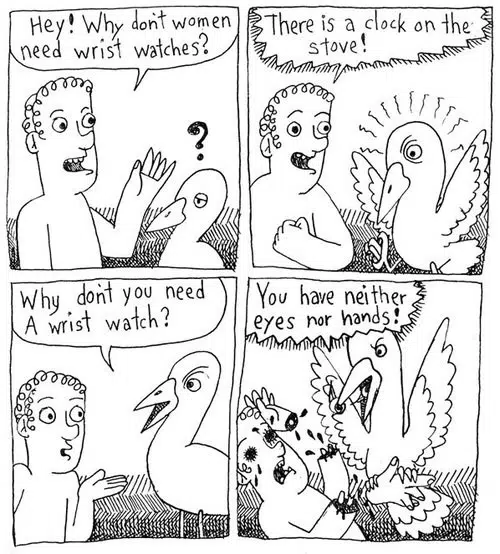 Hey! Why don't women
need wrist watches?
?
There is a clock on the
stove!
Why don't you need
A wrist watch?
You have neither
eyes nor hands!